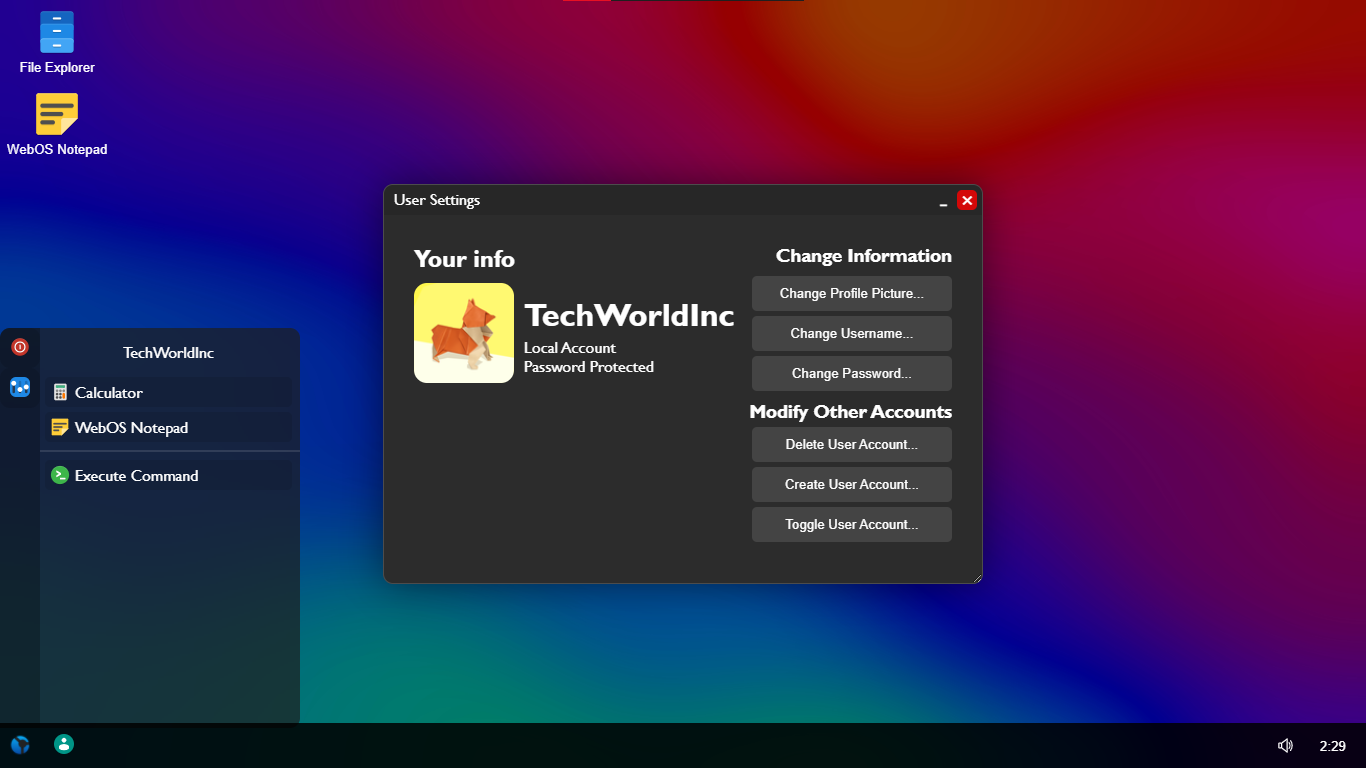 File Explorer
WebOS Notepad
User Settings
Your info
TechWorldInc
Local Account
Password Protected
Change Information
Change Profile Picture...
Change Username...
Change Password...
Modify Other Accounts
Delete User Account...
Create User Account...
Toggle User Account...
TechWorldInc
Calculator
WebOS Notepad
Execute Command
2:29